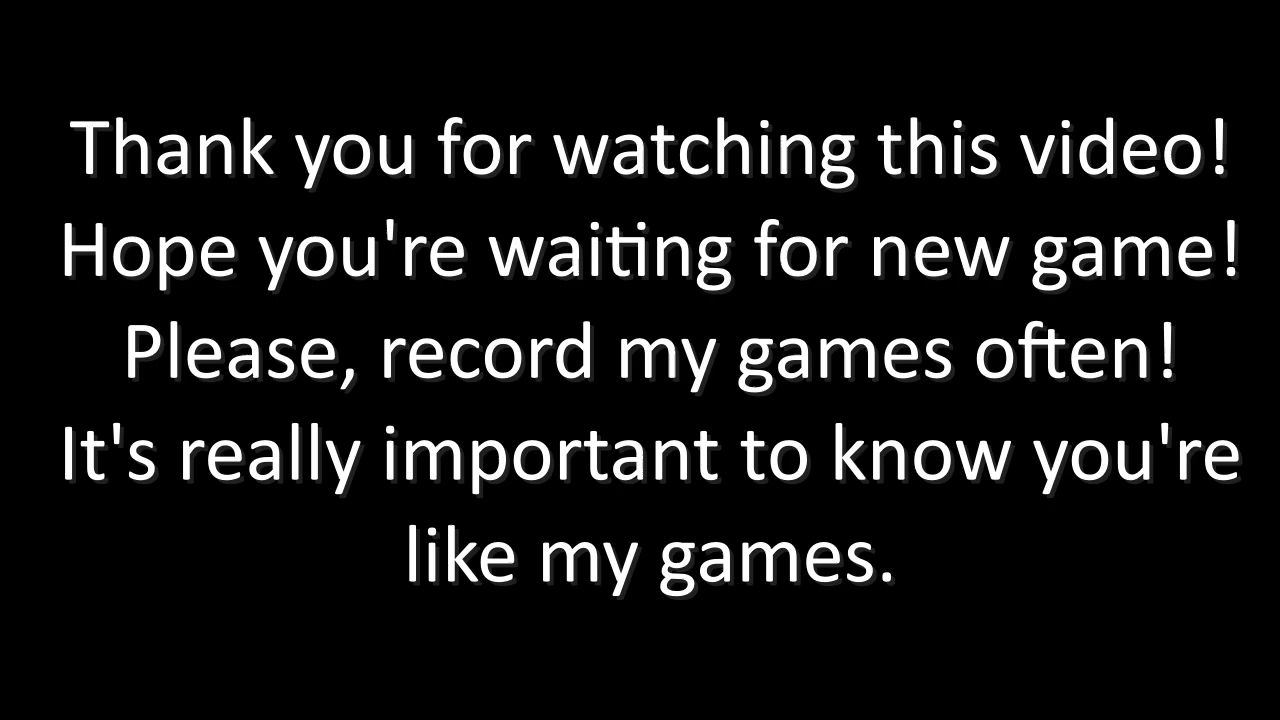 Thank you for watching this video!
Hope you're waiting for new game!
Please, record my games often!
It's really important to know you're
like my games.